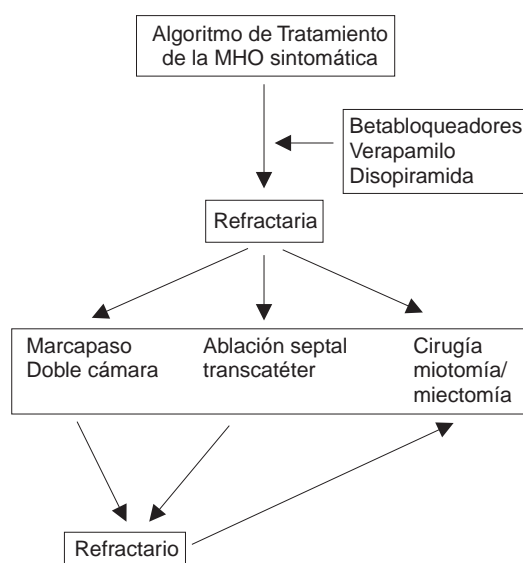 Algoritmo de Tratamiento
de la MHO sintomática
Betabloqueadores
Verapamilo
Disopiramida
Refractaria
Marcapaso
Doble cámara
Ablación septal
transcatéter
Cirugía
miotomía/
miectomía
Refractario